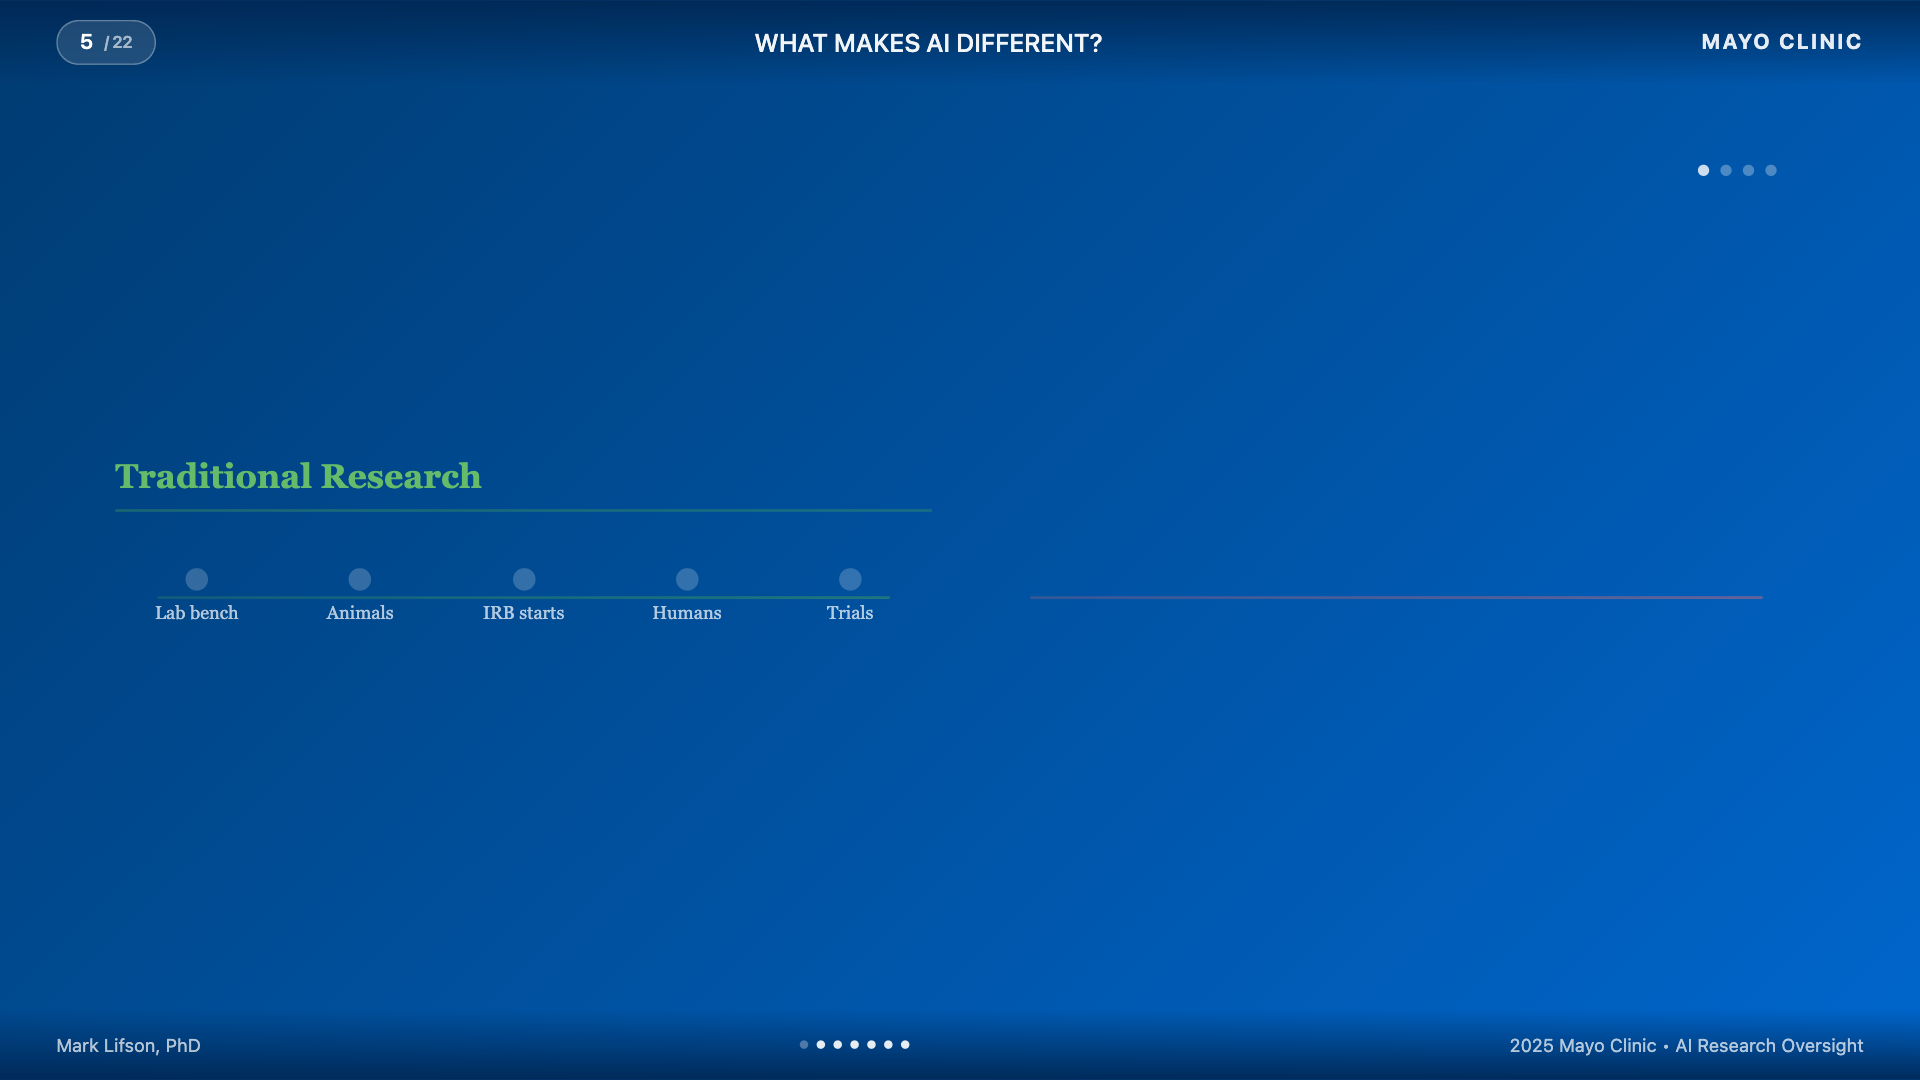 5 /22
WHAT MAKES AI DIFFERENT?
MAYO CLINIC
Traditional Research
Lab bench
Animals
IRB starts
Humans
Trials
Mark Lifson, PhD
2025 Mayo Clinic • AI Research Oversight